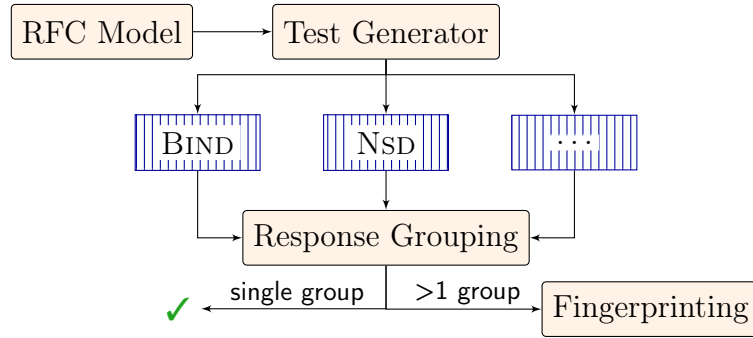 RFC Model
Test Generator
BIND
NSD
···
Response Grouping
single group
>1 group
✓
Fingerprinting